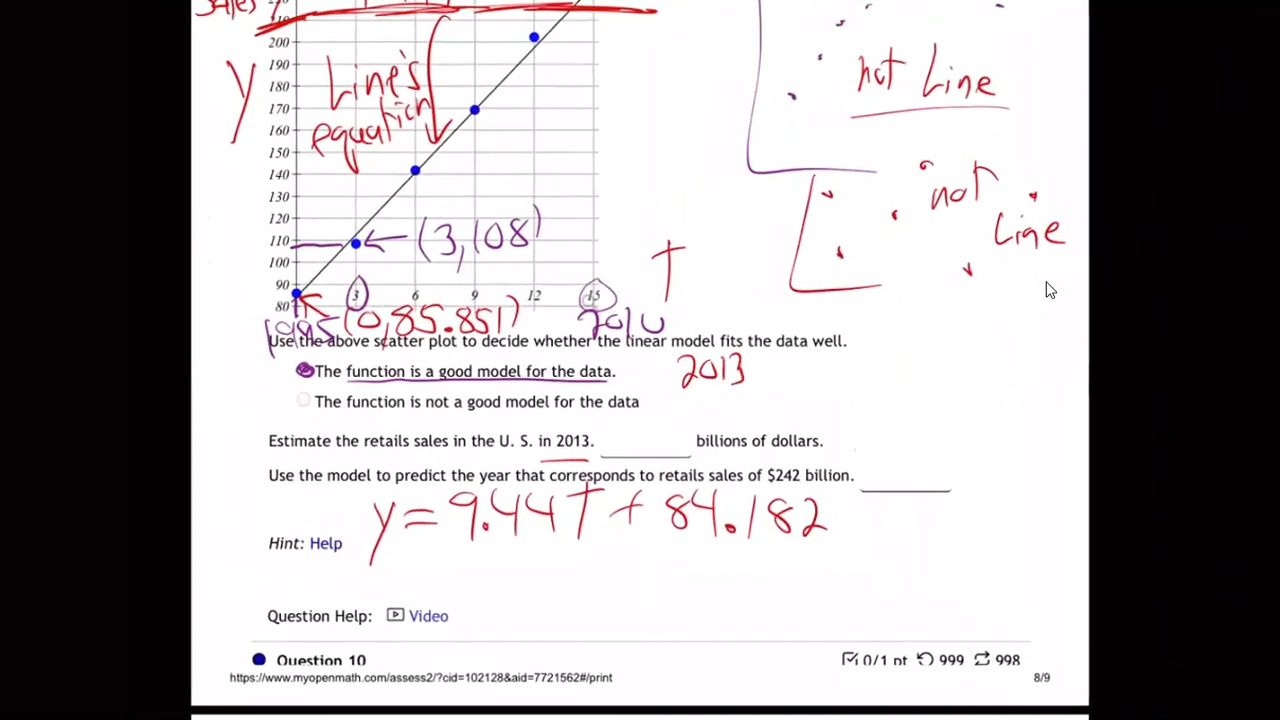 sales
210
200
190
180
170
160
150
140
130
120
110
100
90
80
3 6 9 12 15
y
Line's
equation
(3,108)
(0,85.851)
1995
2010
t
2013
not Line
not
Line
Use the above scatter plot to decide whether the linear model fits the data well.
The function is a good model for the data.
The function is not a good model for the data
Estimate the retails sales in the U. S. in 2013. __________ billions of dollars.
Use the model to predict the year that corresponds to retails sales of $242 billion. __________
y = 9.44t + 84.182
Hint: Help
Question Help: Video
Question 10
0/1 pt 999 998
https://www.myopenmath.com/assess2/?cid=102128&aid=7721562#/print
8/9